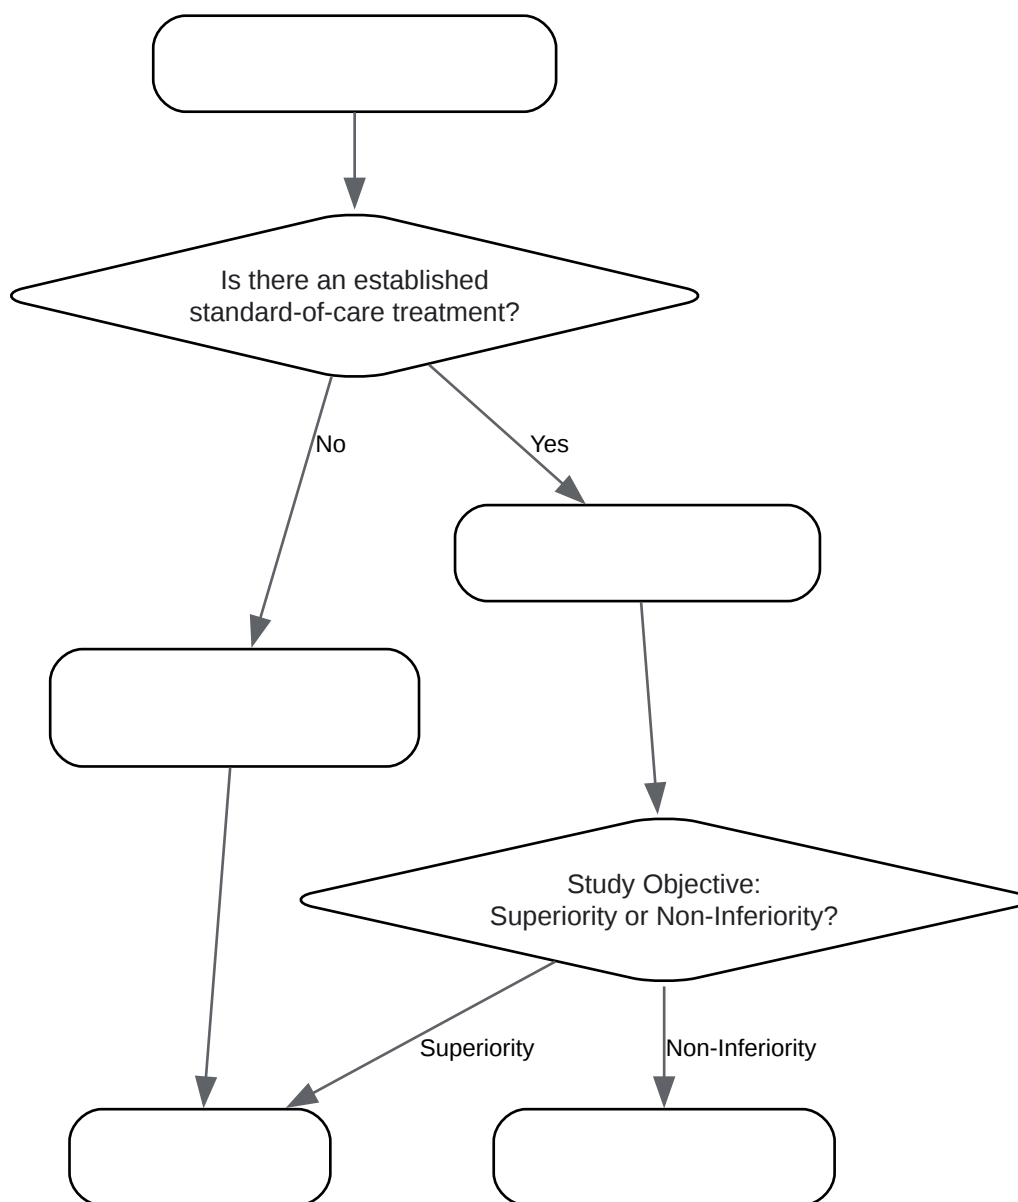 Is there an established
standard-of-care treatment?
No
Yes
Study Objective:
Superiority or Non-Inferiority?
Superiority
Non-Inferiority